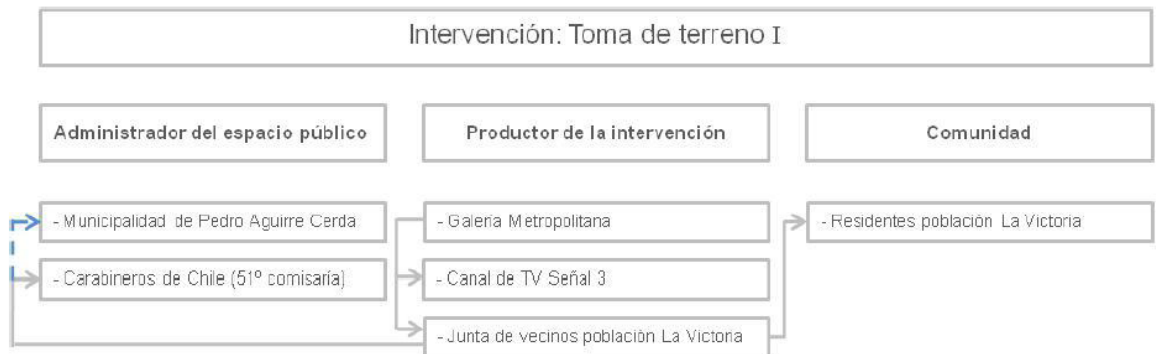 Intervención: Toma de terreno I
Administrador del espacio público
Productor de la intervención
Comunidad
- Municipalidad de Pedro Aguirre Cerda
- Galería Metropolitana
- Residentes población La Victoria
- Carabineros de Chile (51º comisaría)
- Canal de TV Señal 3
- Junta de vecinos población La Victoria